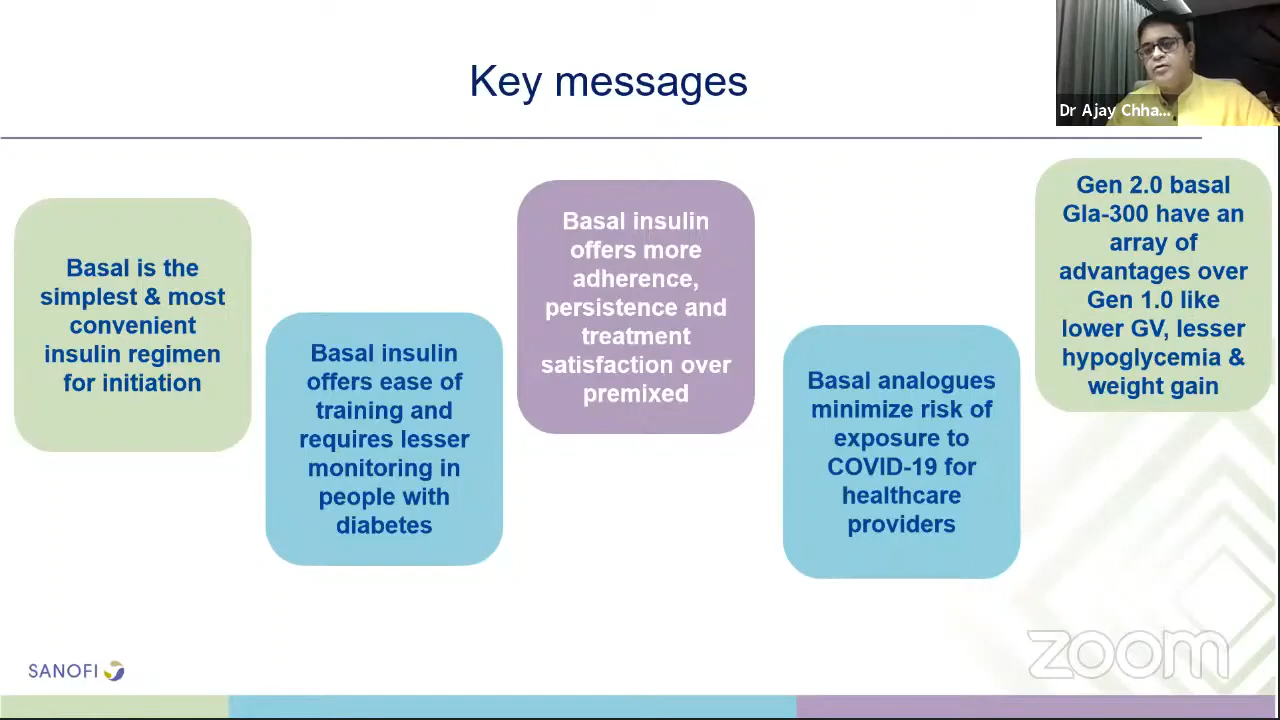 Key messages
Dr Ajay Chha...
Basal is the
simplest & most
convenient
insulin regimen
for initiation
Basal insulin
offers ease of
training and
requires lesser
monitoring in
people with
diabetes
Basal insulin
offers more
adherence,
persistence and
treatment
satisfaction over
premixed
Basal analogues
minimize risk of
exposure to
COVID-19 for
healthcare
providers
Gen 2.0 basal
Gla-300 have an
array of
advantages over
Gen 1.0 like
lower GV, lesser
hypoglycemia &
weight gain
SANOFI
zoom